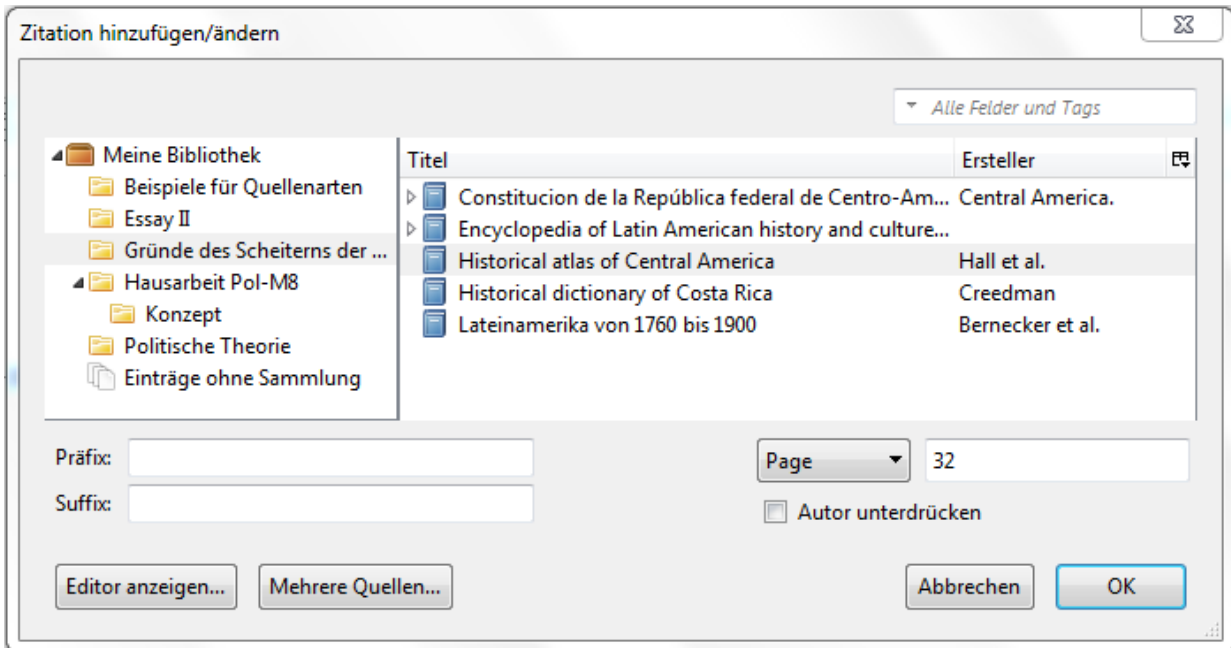 Zitation hinzufügen/ändern
Alle Felder und Tags
Meine Bibliothek
Beispiele für Quellenarten
Essay II
Gründe des Scheiterns der ...
Hausarbeit Pol-M8
Konzept
Politische Theorie
Einträge ohne Sammlung
Titel Ersteller
Constitucion de la República federal de Centro-Am... Central America.
Encyclopedia of Latin American history and culture...
Historical atlas of Central America Hall et al.
Historical dictionary of Costa Rica Creedman
Lateinamerika von 1760 bis 1900 Bernecker et al.
Präfix:
Suffix:
Page 32
Autor unterdrücken
Editor anzeigen... Mehrere Quellen... Abbrechen OK